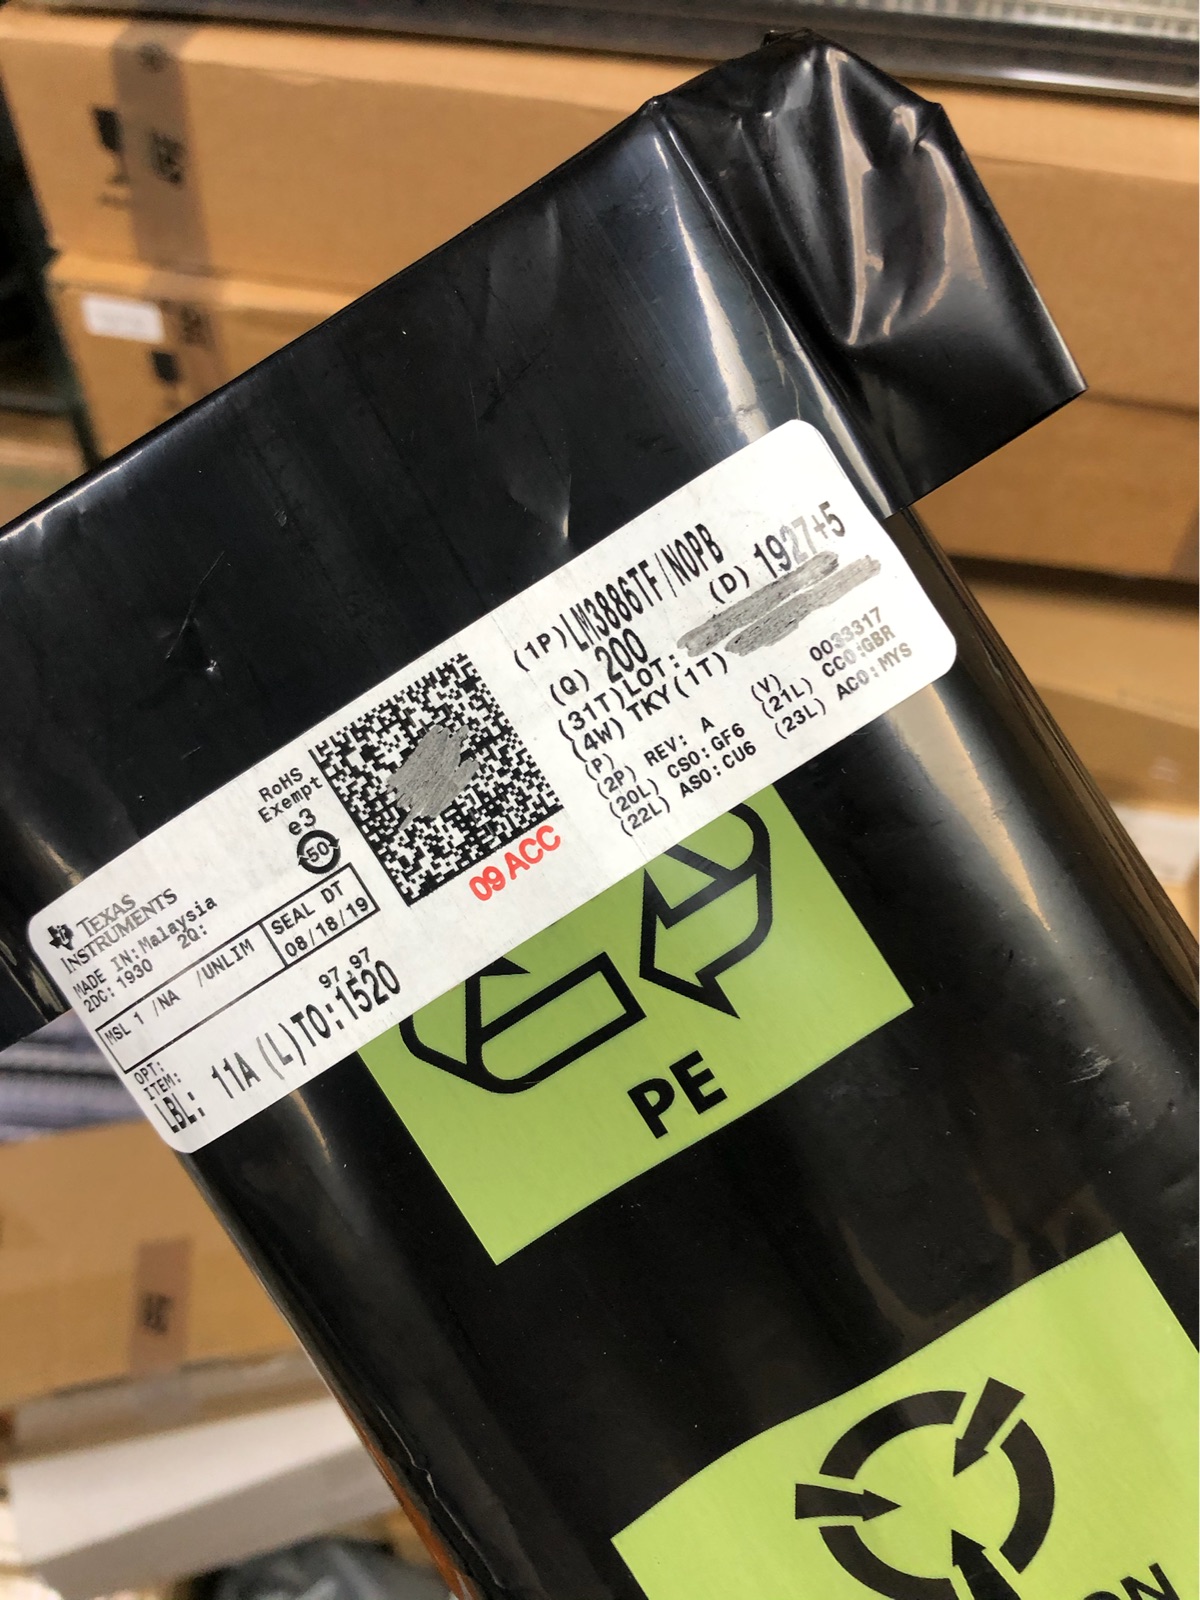 TEXAS
INSTRUMENTS
MADE IN: Malaysia
2DC: 1930 2Q:
MSL 1 /NA /UNLIM
SEAL DT
08/18/19
OPT:
ITEM: 97.97
LBL: 11A (L)TO:1520
RoHS
Exempt
e3
50
09 ACC
(1P) LM3886TF/NOPB
(Q) 200 (D) 1927+5
(31T)LOT:
(4W) TKY(1T)
(P)
(2P) REV: A (V) 0033317
(20L) CSO:GF6 (21L) CCO:GBR
(22L) ASO:CU6 (23L) ACO:MYS
PE